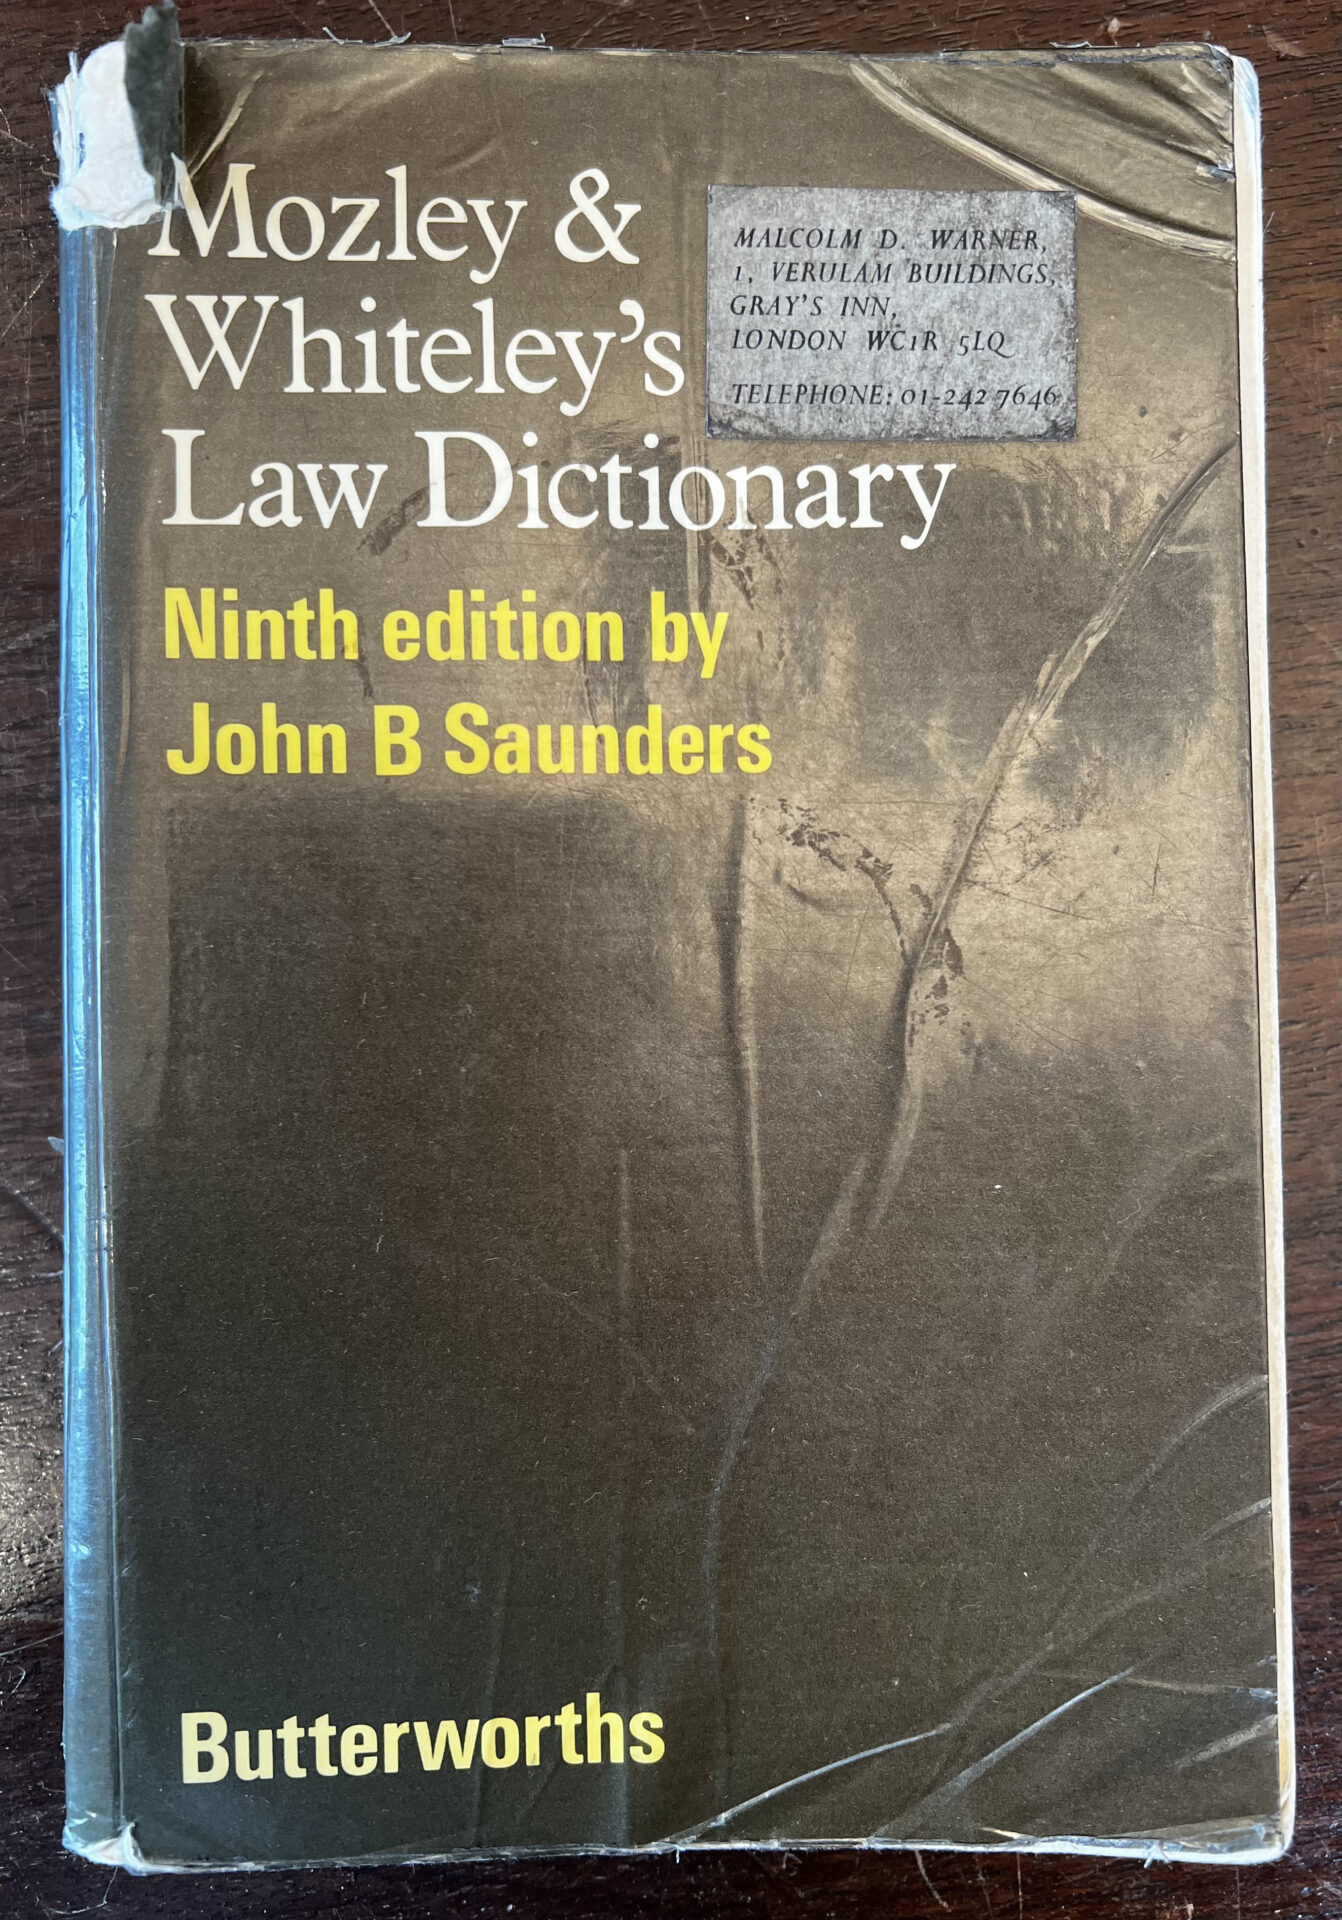 Mozley &
Whiteley's
Law Dictionary
MALCOLM D. WARNER,
1, VERULAM BUILDINGS,
GRAY'S INN,
LONDON WC1R 5LQ
TELEPHONE: 01-242 7646
Ninth edition by
John B Saunders
Butterworths